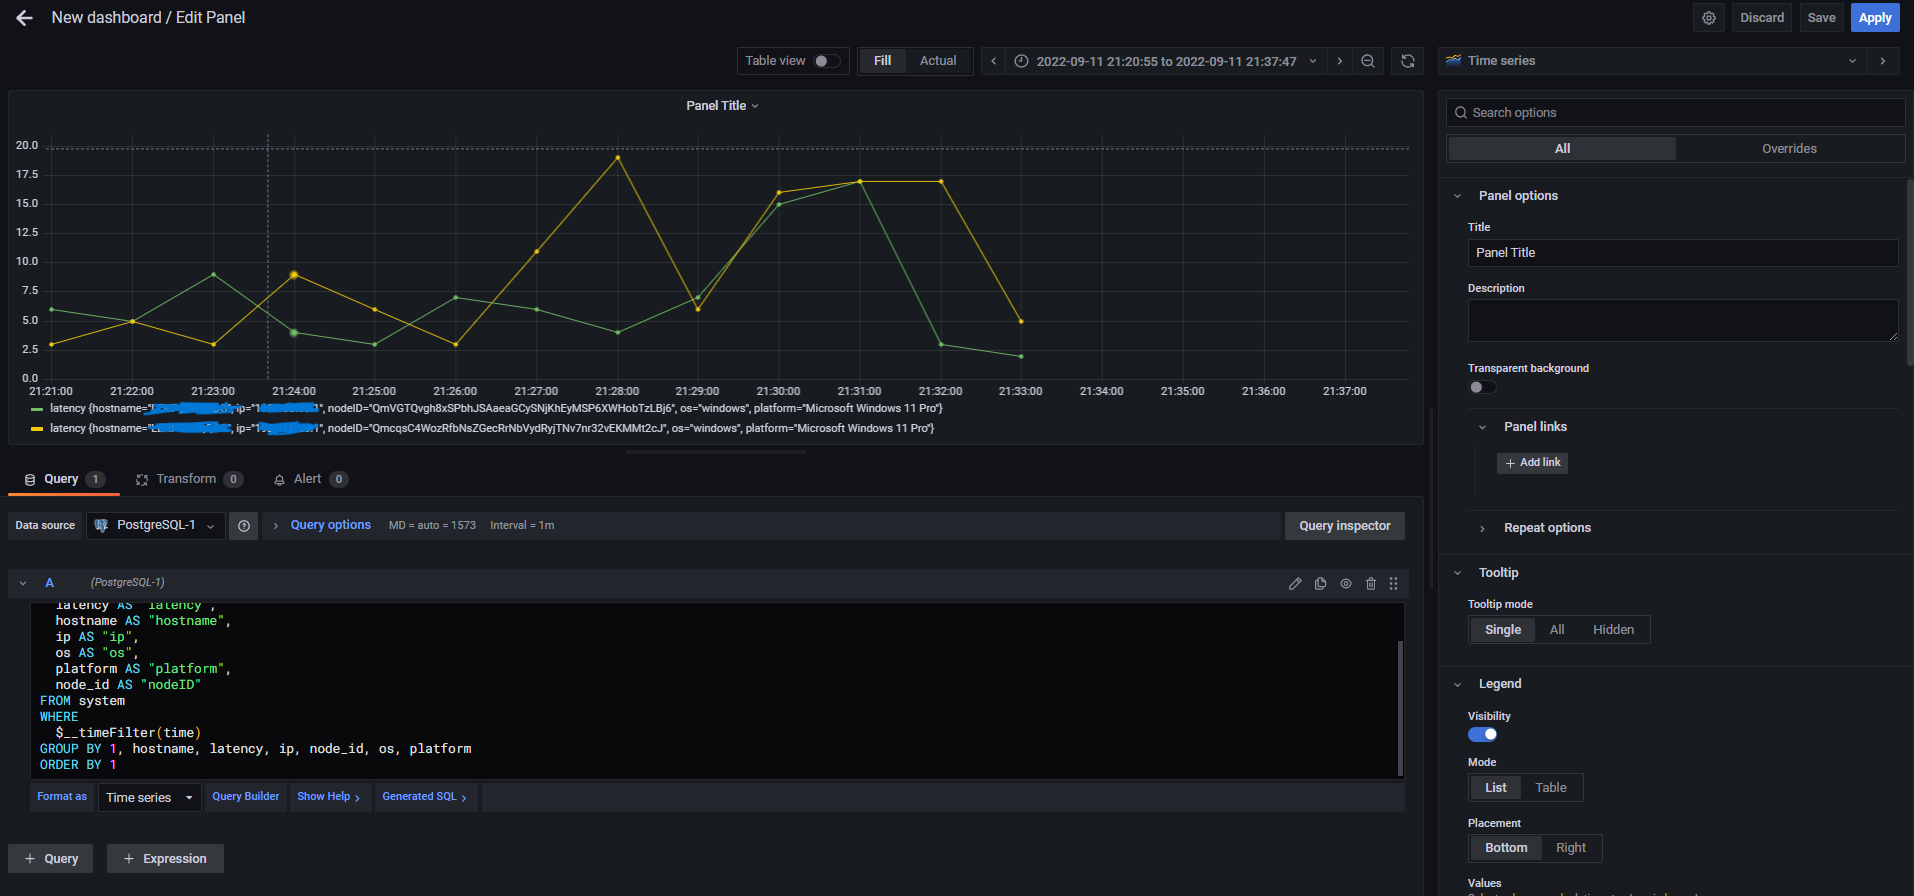 New dashboard / Edit Panel
Discard Save Apply
Table view Fill Actual 2022-09-11 21:20:55 to 2022-09-11 21:37:47 Time series
Panel Title
20.0
17.5
15.0
12.5
10.0
7.5
5.0
2.5
0.0
21:21:00 21:22:00 21:23:00 21:24:00 21:25:00 21:26:00 21:27:00 21:28:00 21:29:00 21:30:00 21:31:00 21:32:00 21:33:00 21:34:00 21:35:00 21:36:00 21:37:00
latency {hostname=" ", ip=" ", nodeID="QmVGTQvgh8xSPbhJSAaeaGCySNjKhEyMSP6XWHobTzLBj6", os="windows", platform="Microsoft Windows 11 Pro"}
latency {hostname=" ", ip=" ", nodeID="QmcqsC4WozRfbNsZGecRrNbVydRyjTNv7nr32vEKMMt2cJ", os="windows", platform="Microsoft Windows 11 Pro"}
Query 1 Transform 0 Alert 0
Data source PostgreSQL-1 Query options MD = auto = 1573 Interval = 1m Query inspector
A (PostgreSQL-1)
latency AS "latency",
hostname AS "hostname",
ip AS "ip",
os AS "os",
platform AS "platform",
node_id AS "nodeID"
FROM system
WHERE
$__timeFilter(time)
GROUP BY 1, hostname, latency, ip, node_id, os, platform
ORDER BY 1
Format as Time series Query Builder Show Help Generated SQL
+ Query + Expression
Search options
All Overrides
Panel options
Title
Panel Title
Description
Transparent background
Panel links
+ Add link
Repeat options
Tooltip
Tooltip mode
Single All Hidden
Legend
Visibility
Mode
List Table
Placement
Bottom Right
Values